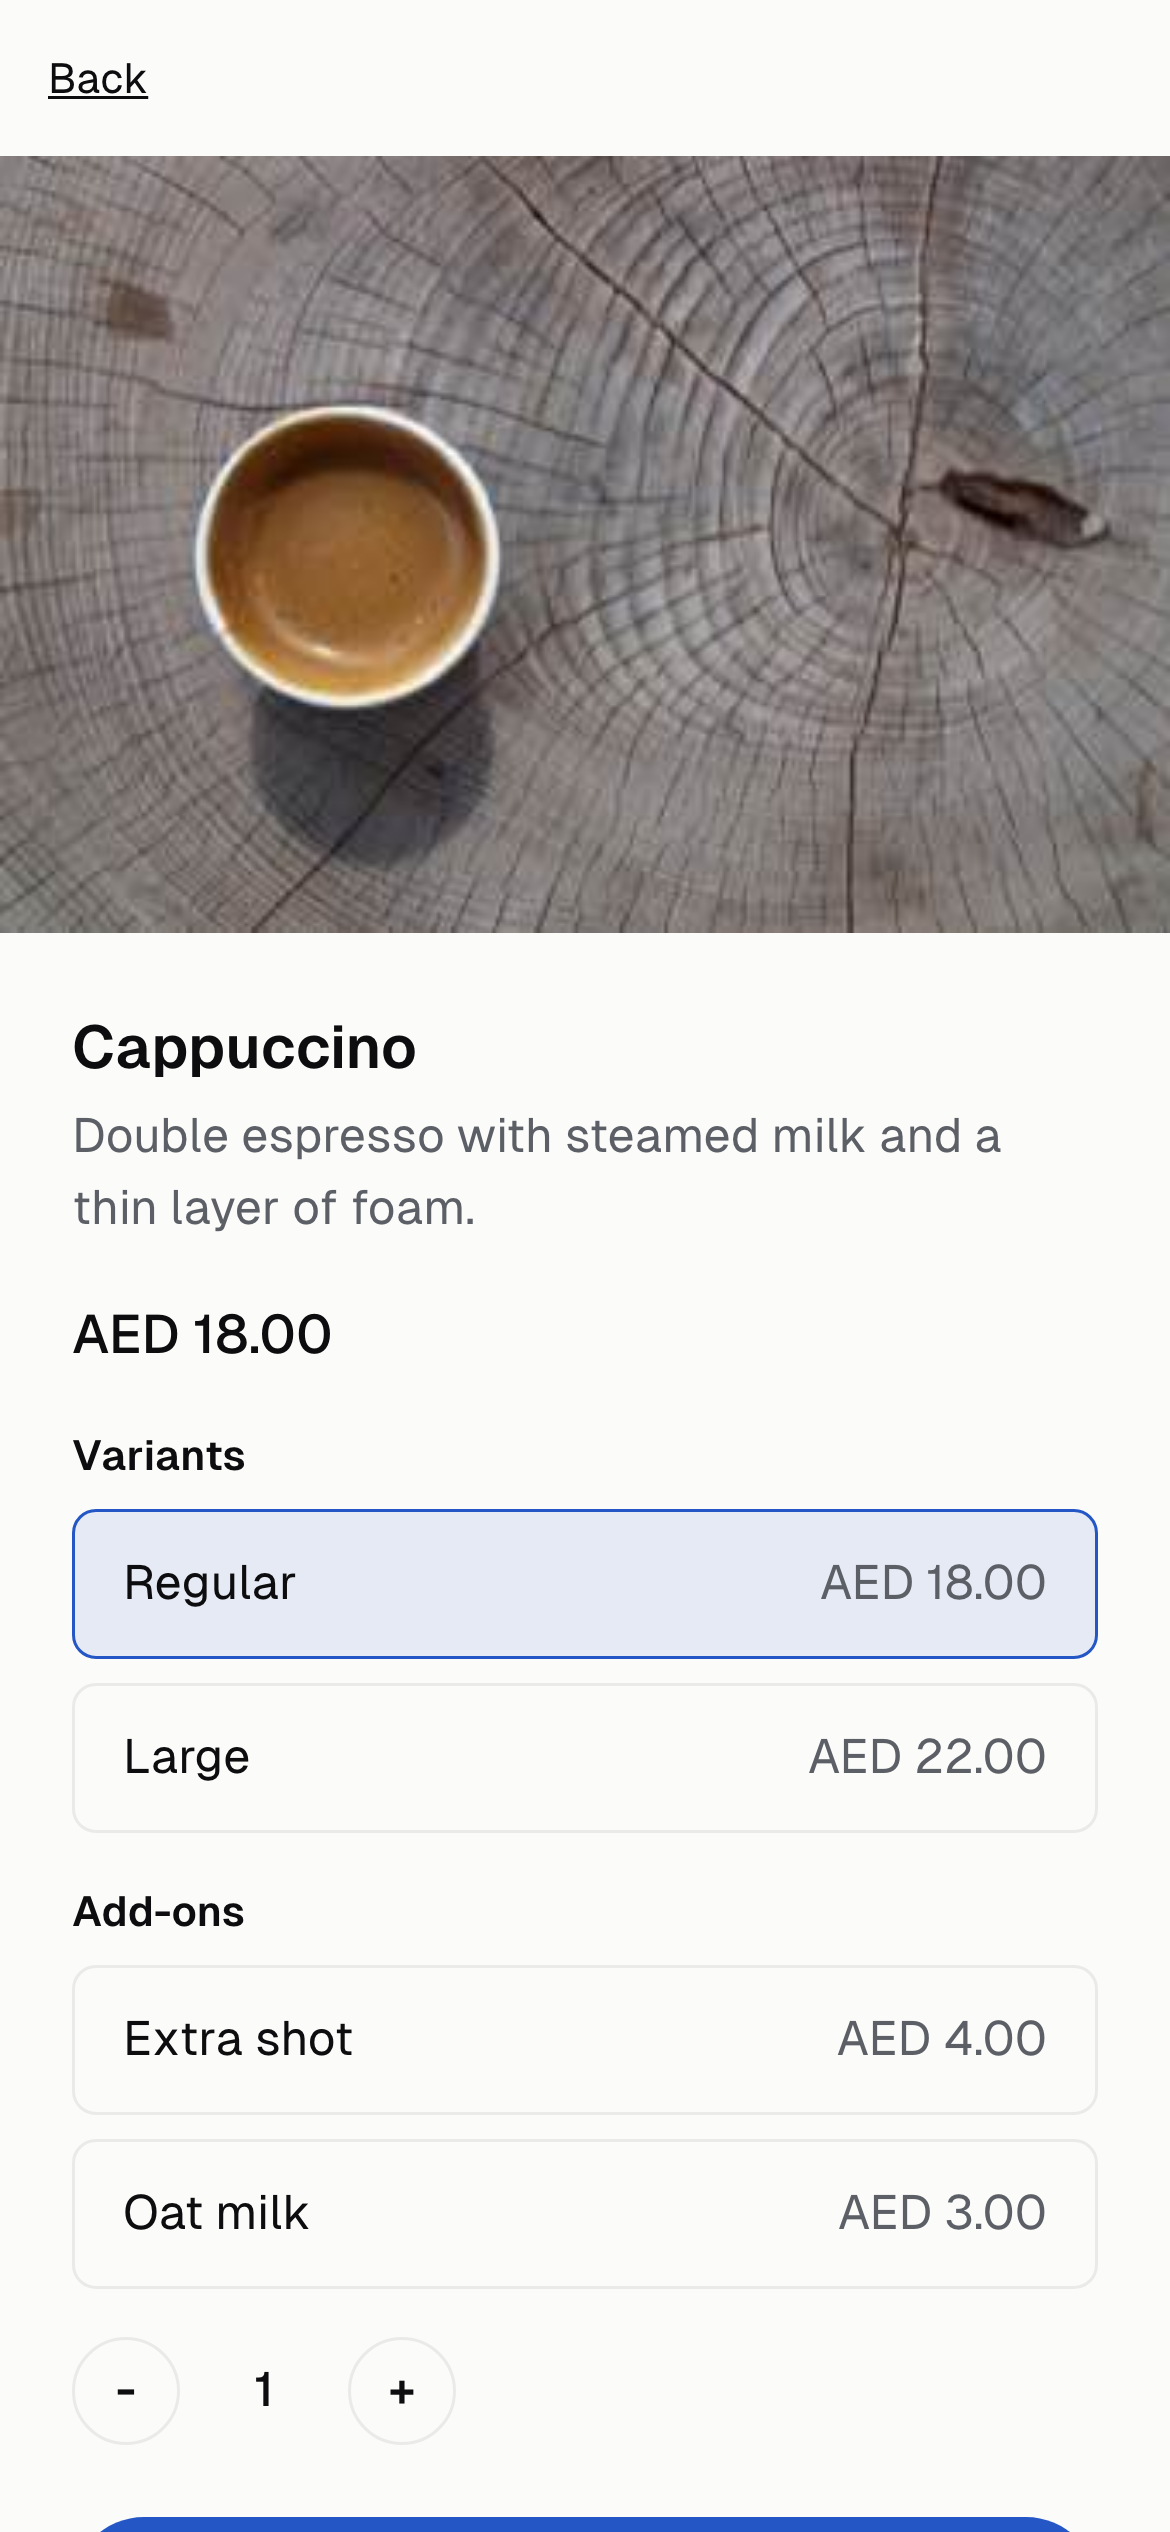 Back
Cappuccino
Double espresso with steamed milk and a
thin layer of foam.
AED 18.00
Variants
Regular AED 18.00
Large AED 22.00
Add-ons
Extra shot AED 4.00
Oat milk AED 3.00
- 1 +